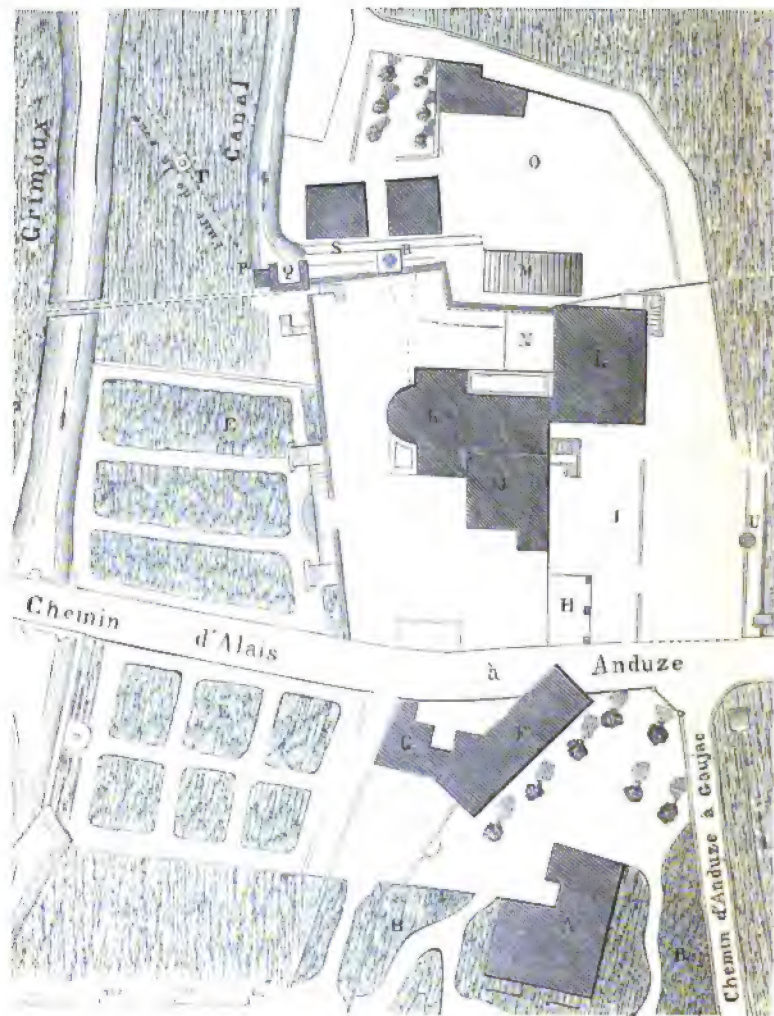 Grimoux
Canal
O
T
S
R
P
Q
M
N
L
K
E
J
I
U
H
Chemin d'Alais à Anduze
G
F
Chemin d'Anduze à Goujac
B
A
B